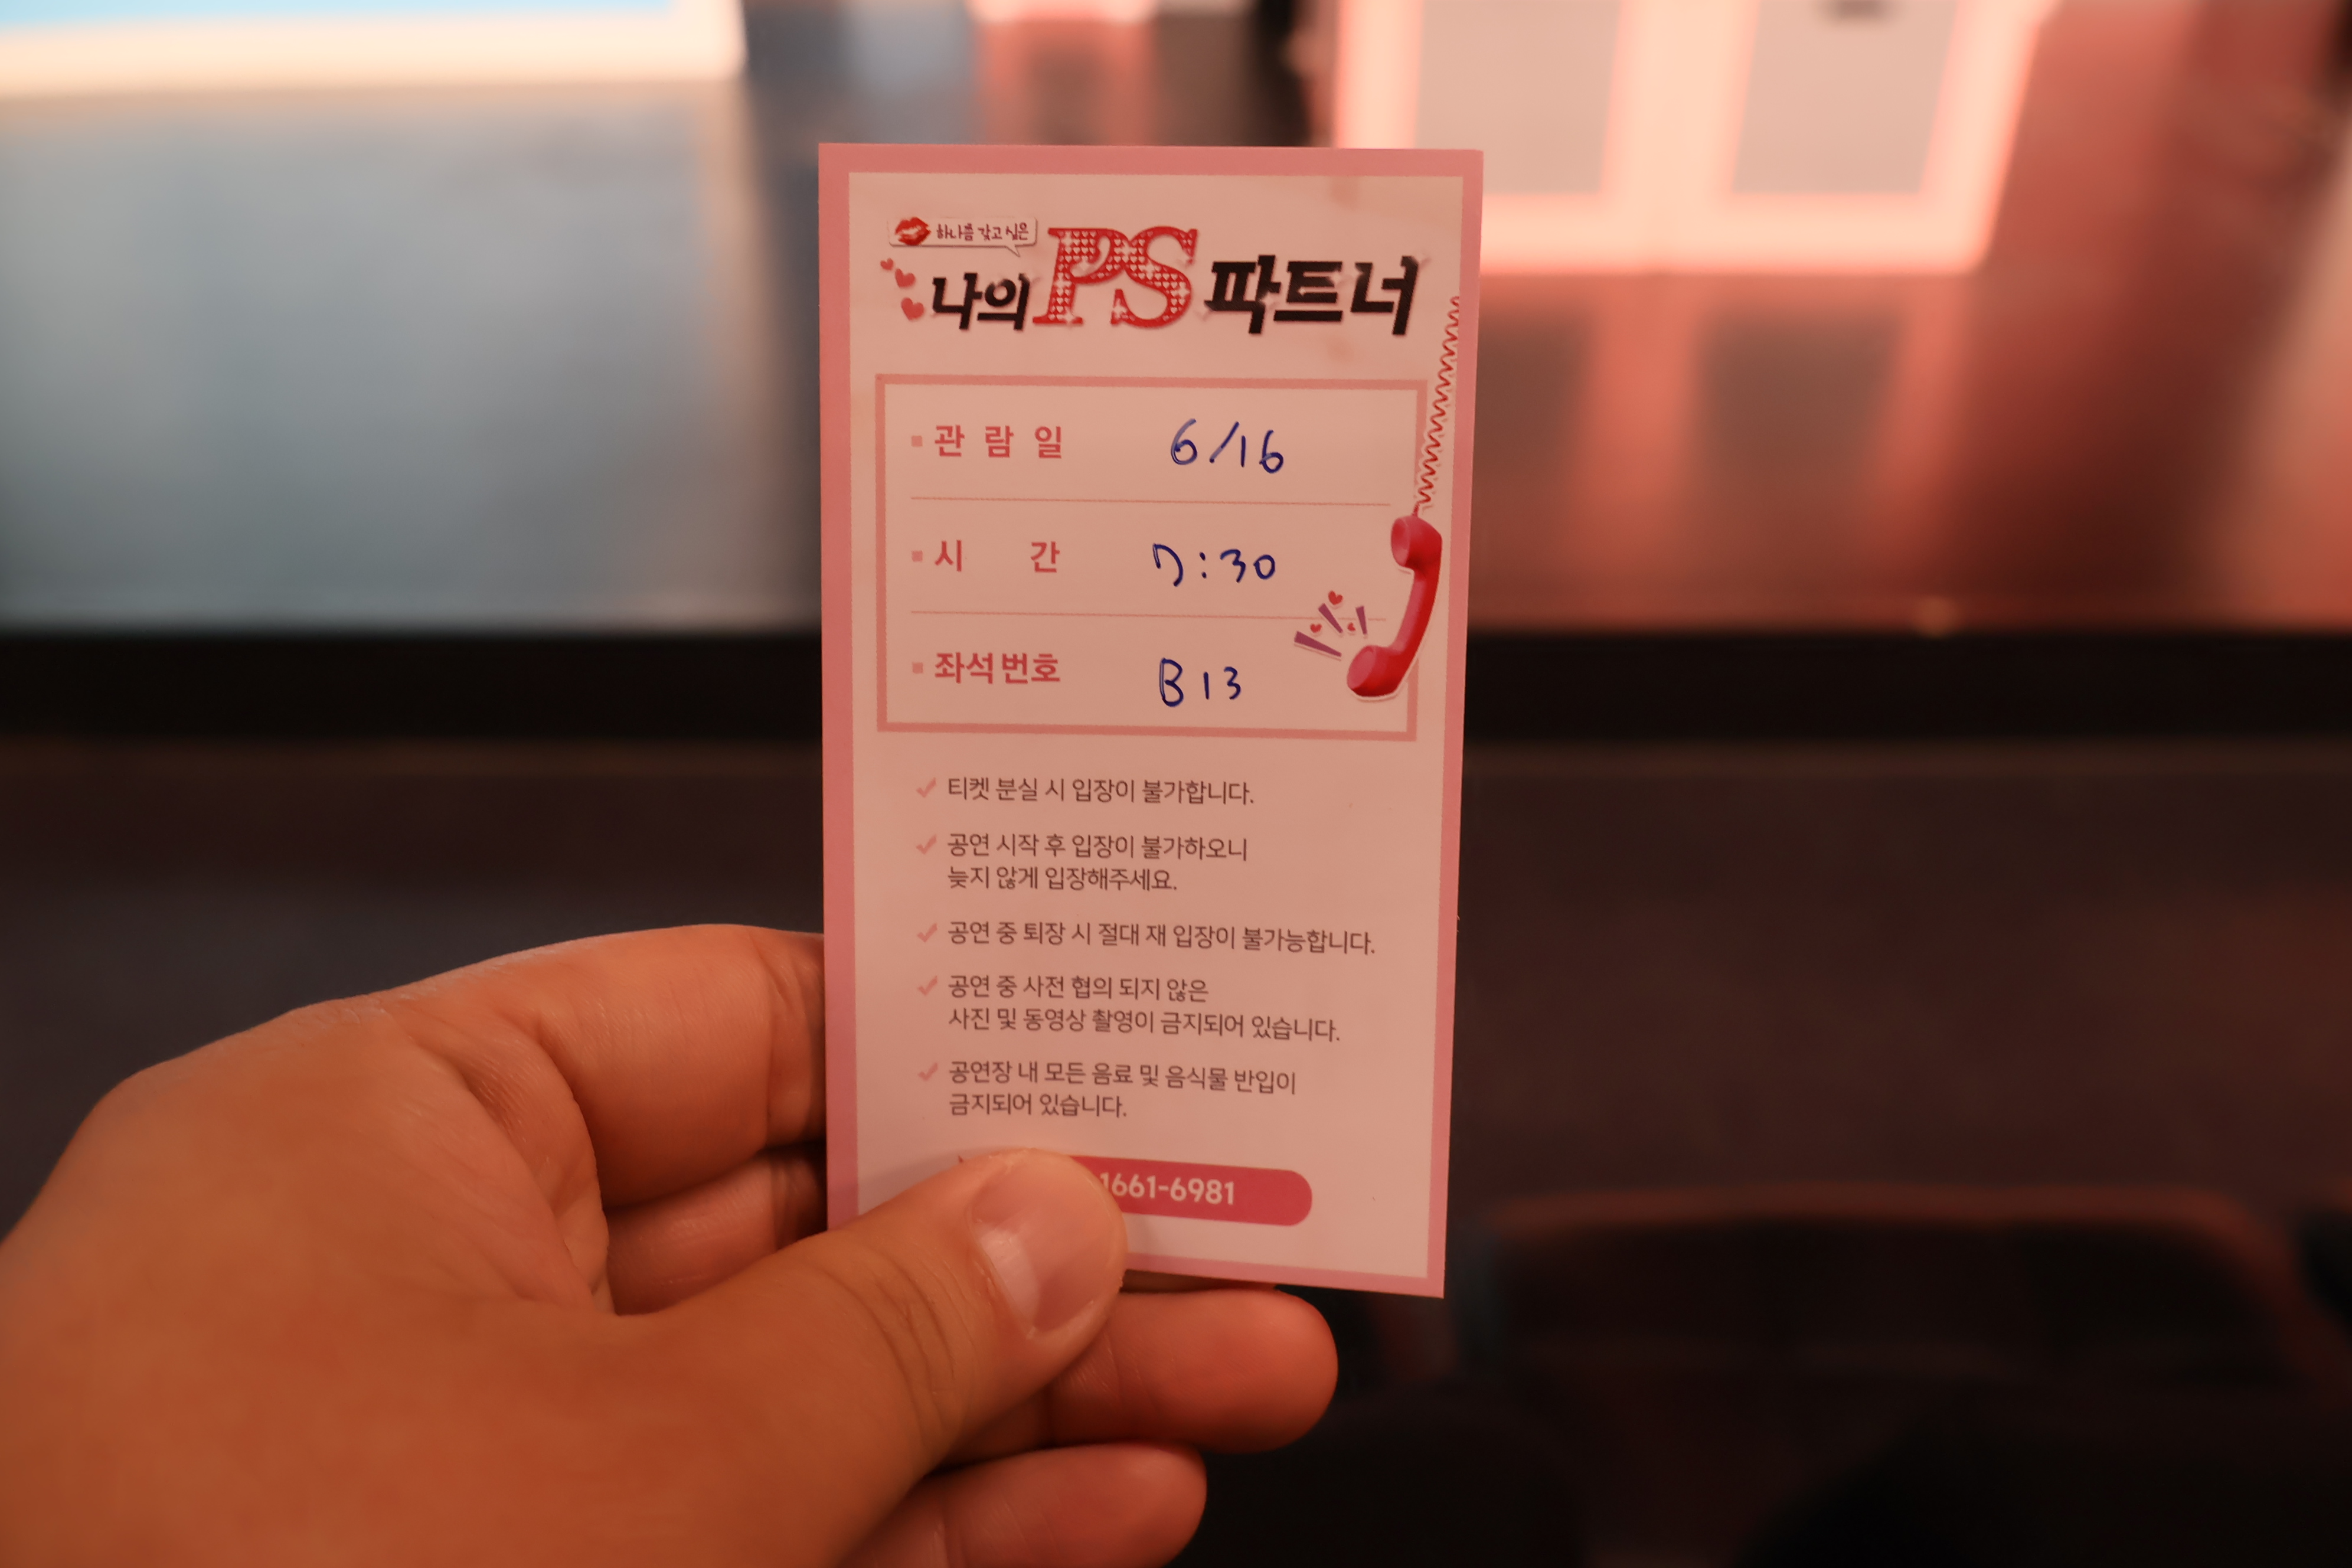 하나쯤 갖고 싶은
나의 PS 파트너
관 람 일 6/16
시 간 7:30
좌석번호 B13
티켓 분실 시 입장이 불가합니다.
공연 시작 후 입장이 불가하오니
늦지 않게 입장해주세요.
공연 중 퇴장 시 절대 재 입장이 불가능합니다.
공연 중 사전 협의 되지 않은
사진 및 동영상 촬영이 금지되어 있습니다.
공연장 내 모든 음료 및 음식물 반입이
금지되어 있습니다.
1661-6981